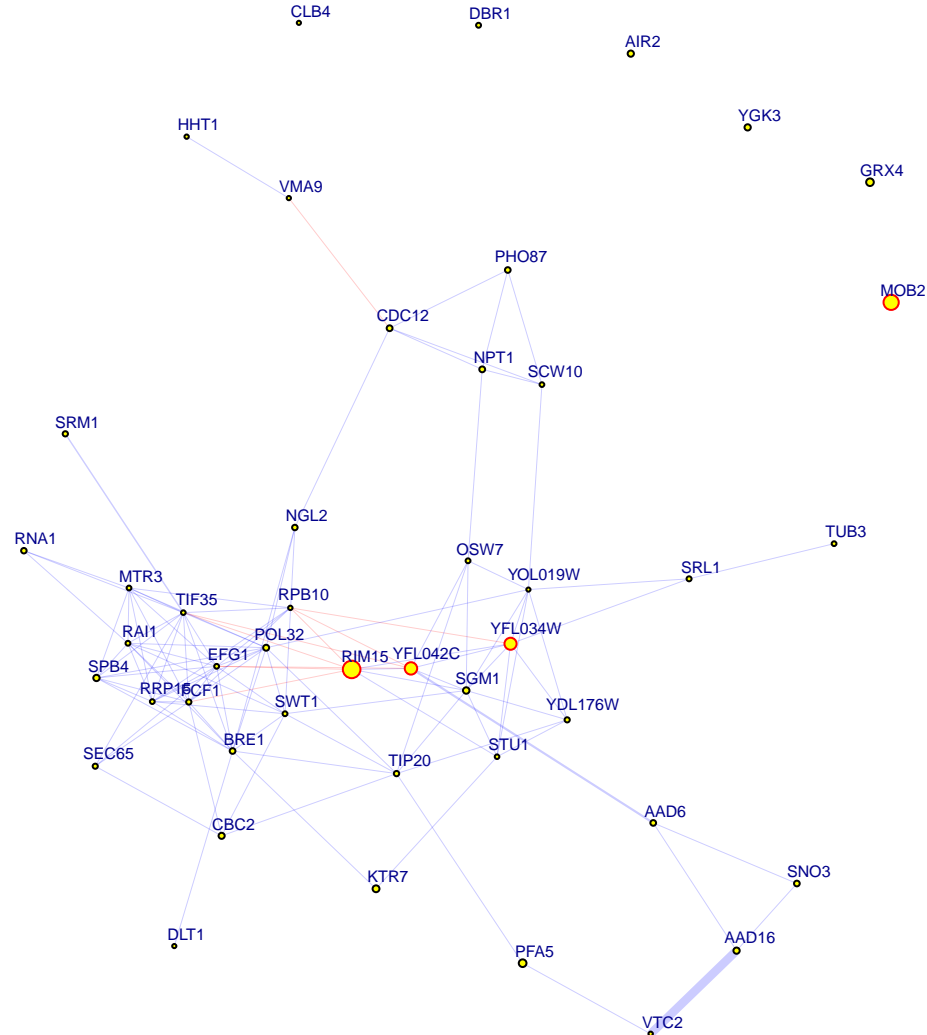 CLB4
DBR1
AIR2
YGK3
HHT1
GRX4
VMA9
PHO87
MOB2
CDC12
NPT1
SCW10
SRM1
NGL2
TUB3
RNA1
OSW7
SRL1
MTR3
YOL019W
TIF35
RPB10
RAI1
POL32
YFL034W
EFG1
RIM15
YFL042C
SPB4
SGM1
RRP15
FCF1
SWT1
YDL176W
BRE1
STU1
SEC65
TIP20
AAD6
CBC2
KTR7
SNO3
DLT1
PFA5
AAD16
VTC2